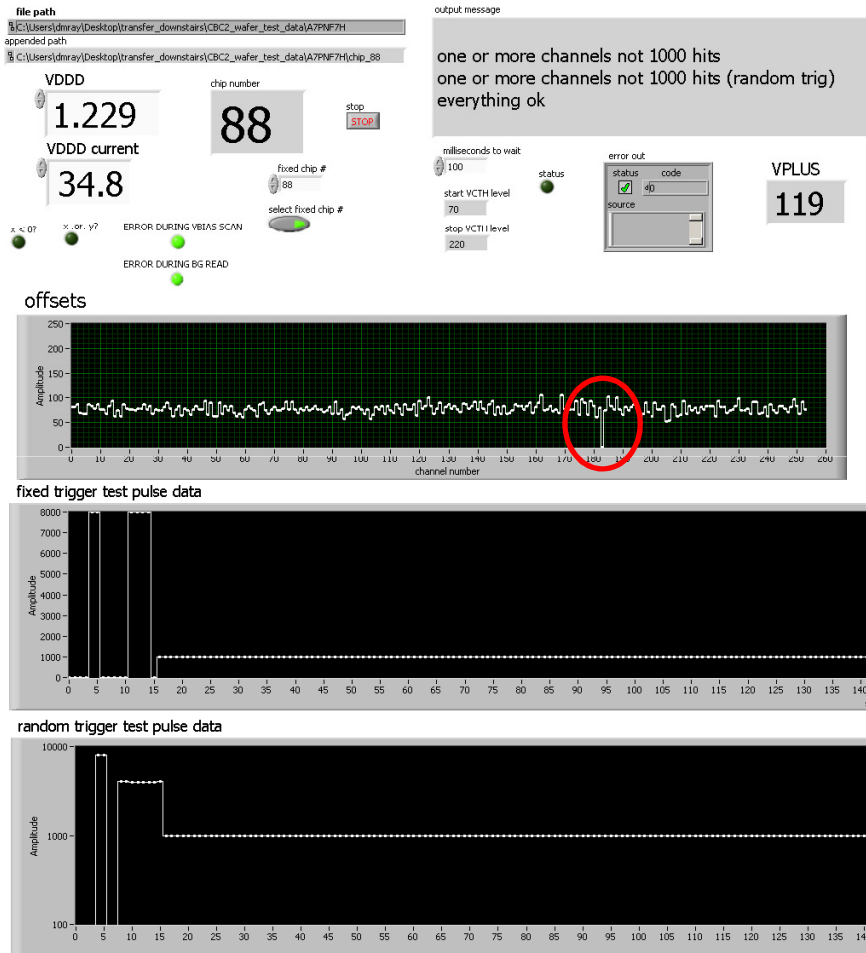 file path
C:\Users\dmray\Desktop\transfer_downstairs\CBC2_wafer_test_data\A7PNF7H
appended path
C:\Users\dmray\Desktop\transfer_downstairs\CBC2_wafer_test_data\A7PNF7H\chip_88
VDDD
1.229
VDDD current
34.8
chip number
88
stop
STOP
fixed chip #
88
select fixed chip #
x < 0?
x .or. y?
ERROR DURING VBIAS SCAN
ERROR DURING BG READ
output message
one or more channels not 1000 hits
one or more channels not 1000 hits (random trig)
everything ok
milliseconds to wait
100
status
start VCTH level
70
stop VCTH level
220
error out
status code
d0
source
VPLUS
119
offsets
Amplitude
250
200
150
100
50
0
0 10 20 30 40 50 60 70 80 90 100 110 120 130 140 150 160 170 180 190 200 210 220 230 240 250 260
channel number
fixed trigger test pulse data
Amplitude
8000
7000
6000
5000
4000
3000
2000
1000
0
0 5 10 15 20 25 30 35 40 45 50 55 60 65 70 75 80 85 90 95 100 105 110 115 120 125 130 135 140
random trigger test pulse data
Amplitude
10000
1000
100
0 5 10 15 20 25 30 35 40 45 50 55 60 65 70 75 80 85 90 95 100 105 110 115 120 125 130 135 140